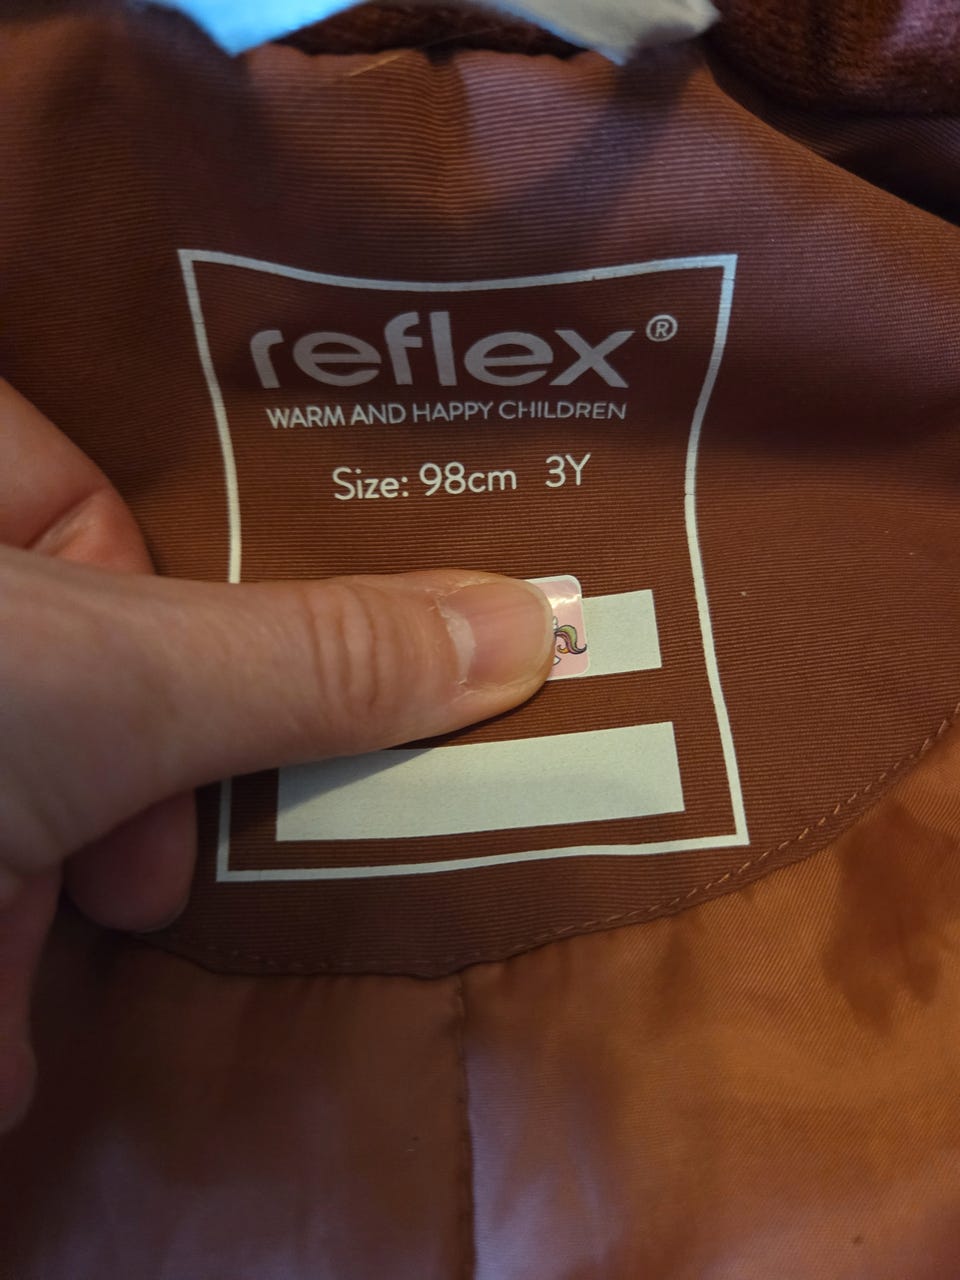 reflex®
WARM AND HAPPY CHILDREN
Size: 98cm 3Y